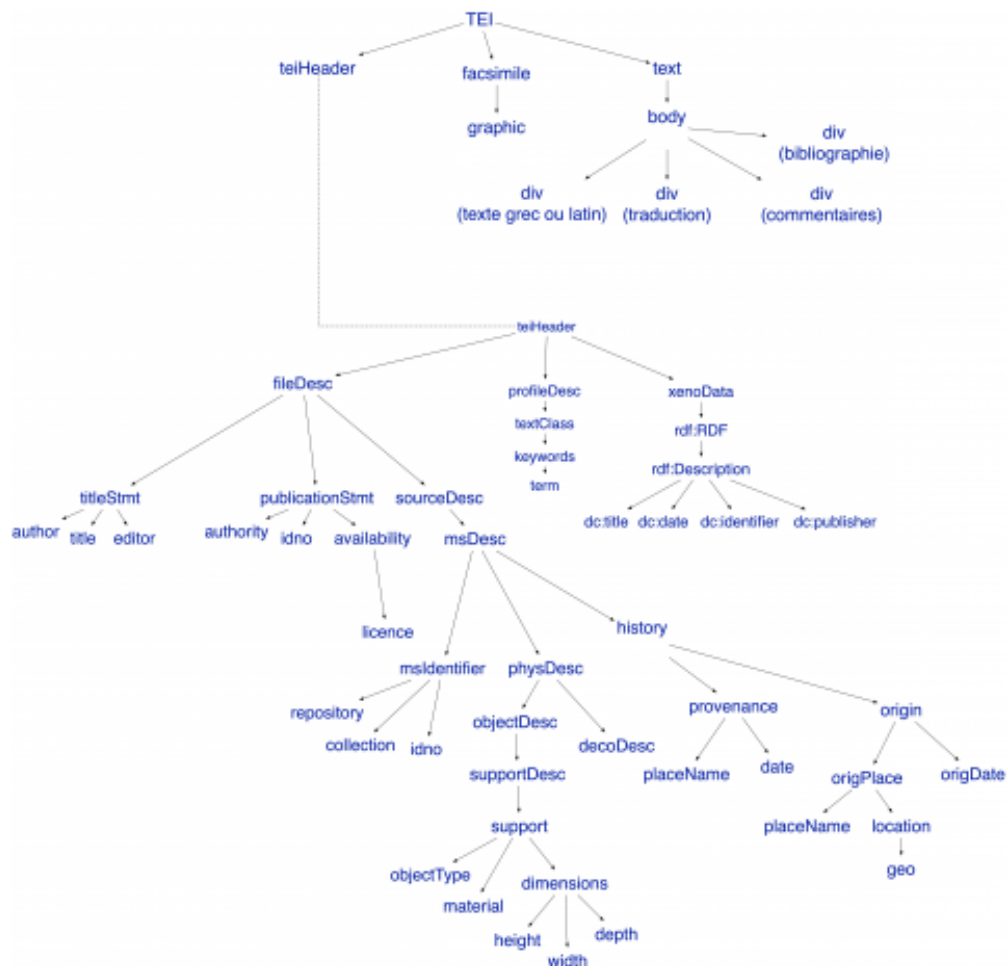 TEI
teiHeader
facsimile
text
graphic
body
div
(bibliographie)
div
(texte grec ou latin)
div
(traduction)
div
(commentaires)
teiHeader
fileDesc
profileDesc
xenoData
textClass
rdf:RDF
keywords
rdf:Description
term
titleStmt
publicationStmt
sourceDesc
author
title
editor
authority
idno
availability
msDesc
dc:title
dc:date
dc:identifier
dc:publisher
licence
history
msIdentifier
physDesc
repository
collection
idno
objectDesc
decoDesc
provenance
origin
supportDesc
placeName
date
origPlace
origDate
support
placeName
location
objectType
material
dimensions
geo
height
width
depth